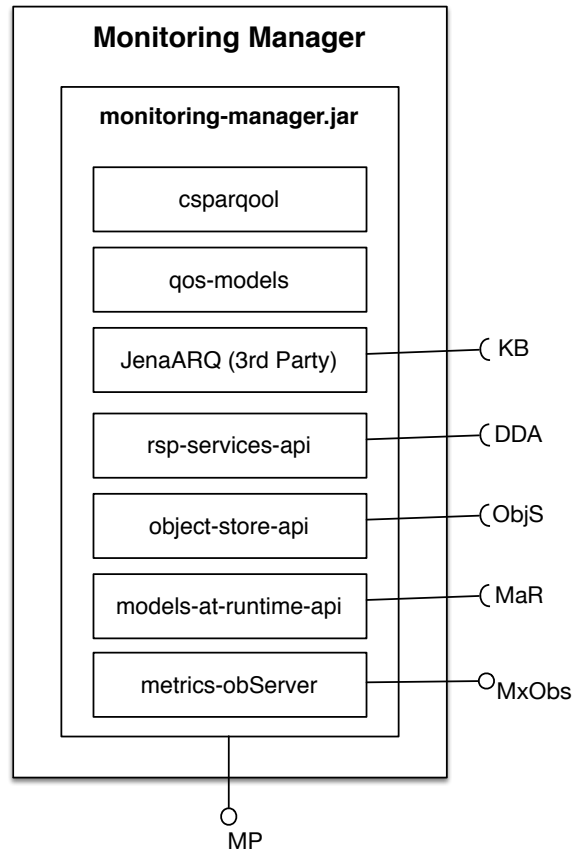 Monitoring Manager
monitoring-manager.jar
csparqool
qos-models
JenaARQ (3rd Party)
KB
rsp-services-api
DDA
object-store-api
ObjS
models-at-runtime-api
MaR
metrics-obServer
MxObs
MP